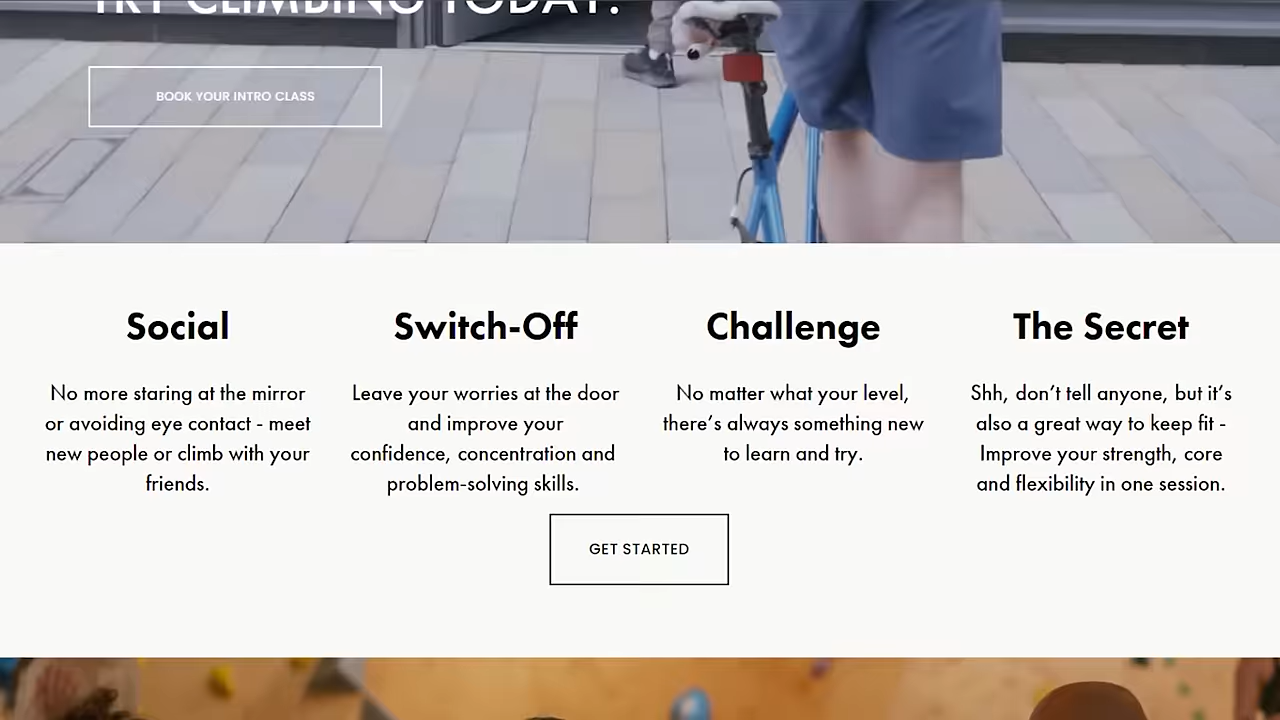 TRY CLIMBING TODAY!
BOOK YOUR INTRO CLASS
Social
No more staring at the mirror
or avoiding eye contact - meet
new people or climb with your
friends.
Switch-Off
Leave your worries at the door
and improve your
confidence, concentration and
problem-solving skills.
Challenge
No matter what your level,
there’s always something new
to learn and try.
The Secret
Shh, don’t tell anyone, but it’s
also a great way to keep fit -
Improve your strength, core
and flexibility in one session.
GET STARTED